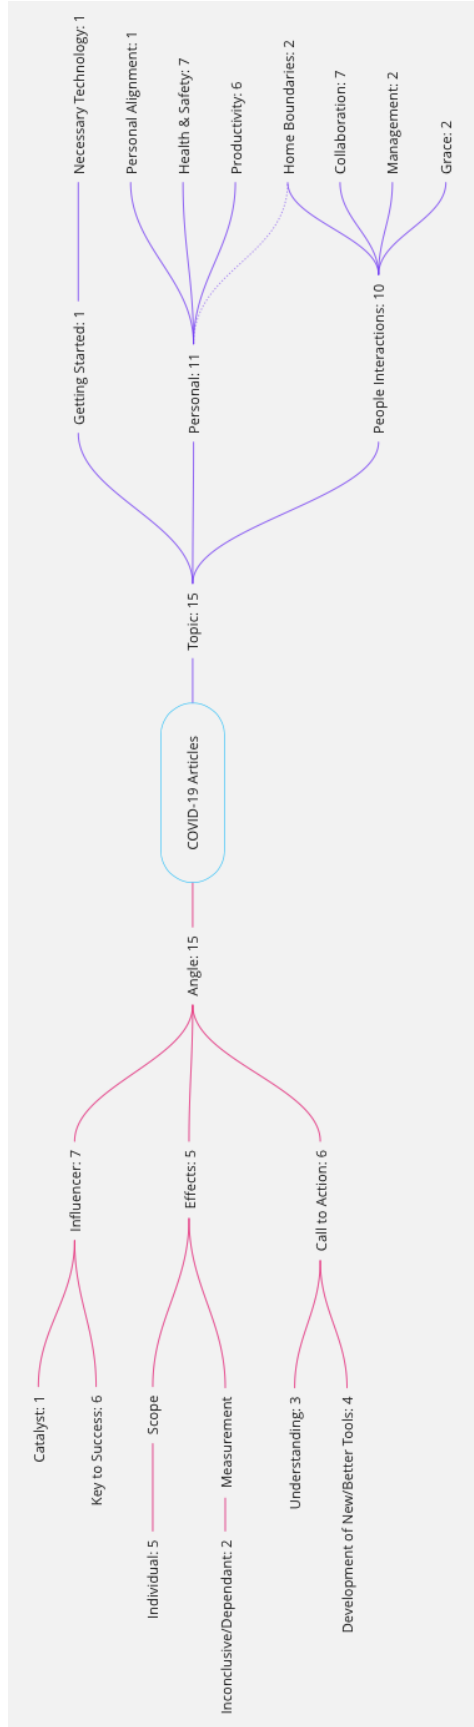 Necessary Technology: 1
Personal Alignment: 1
Health & Safety: 7
Productivity: 6
Home Boundaries: 2
Collaboration: 7
Management: 2
Grace: 2
Getting Started: 1
Personal: 11
People Interactions: 10
Topic: 15
COVID-19 Articles
Angle: 15
Influencer: 7
Effects: 5
Call to Action: 6
Catalyst: 1
Key to Success: 6
Scope
Measurement
Understanding: 3
Development of New/Better Tools: 4
Individual: 5
Inconclusive/Dependant: 2